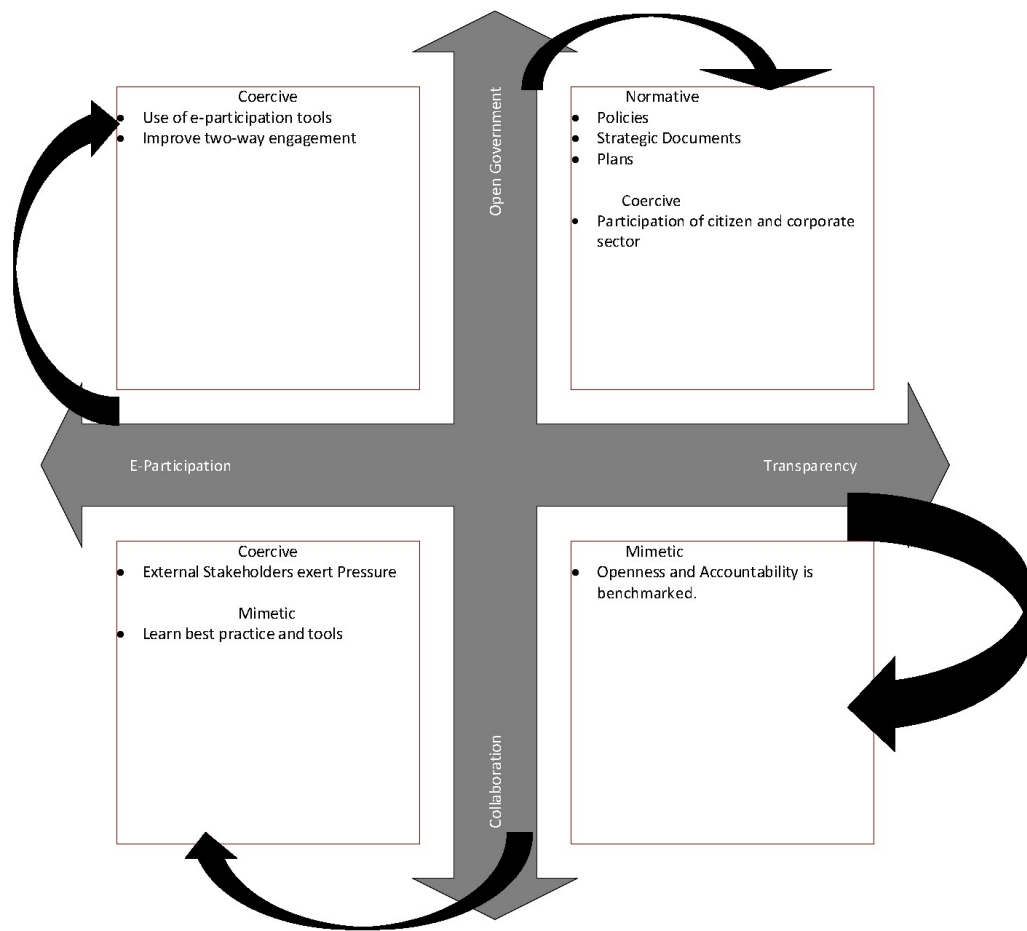 Coercive
• Use of e-participation tools
• Improve two-way engagement
Open Government
Normative
• Policies
• Strategic Documents
• Plans
Coercive
• Participation of citizen and corporate
sector
E-Participation
Transparency
Coercive
• External Stakeholders exert Pressure
Mimetic
• Learn best practice and tools
Collaboration
Mimetic
• Openness and Accountability is
benchmarked.